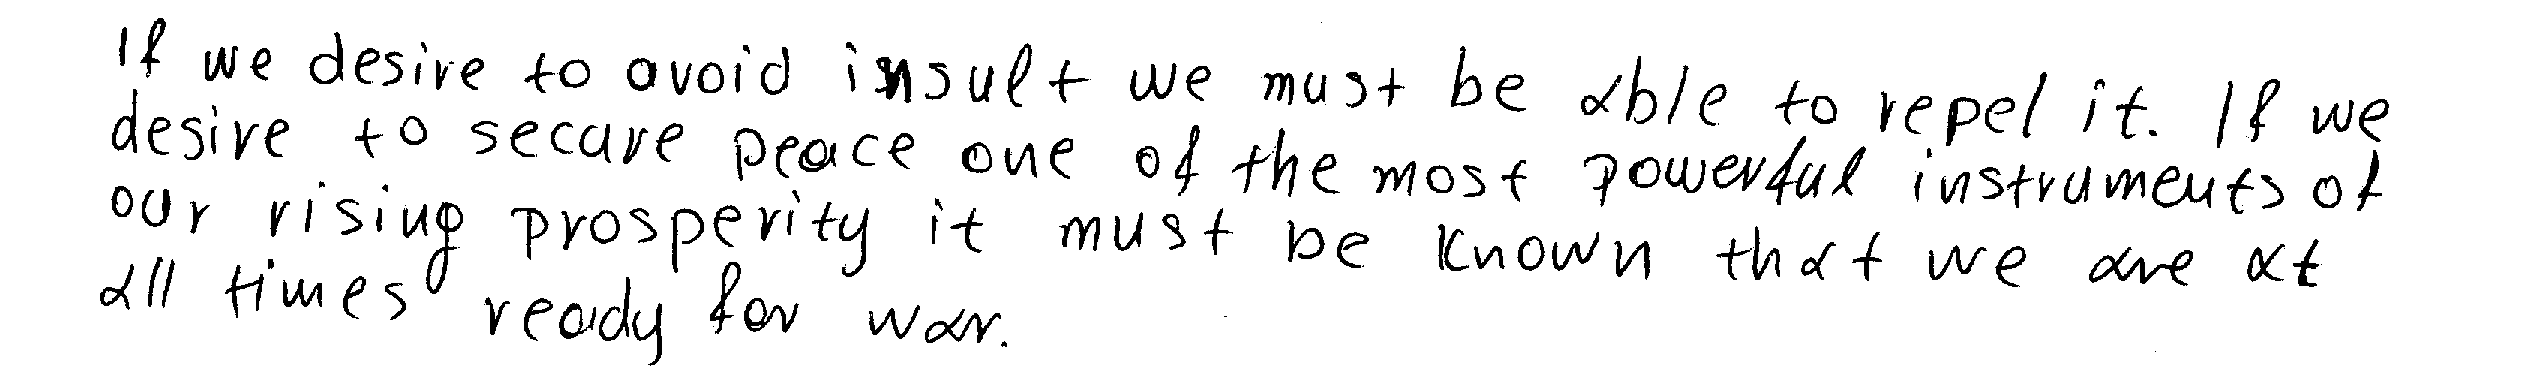 If we desire to avoid insult we must be able to repel it. If we
desire to secure peace one of the most powerful instruments of
our rising prosperity it must be known that we are at
all times ready for war.